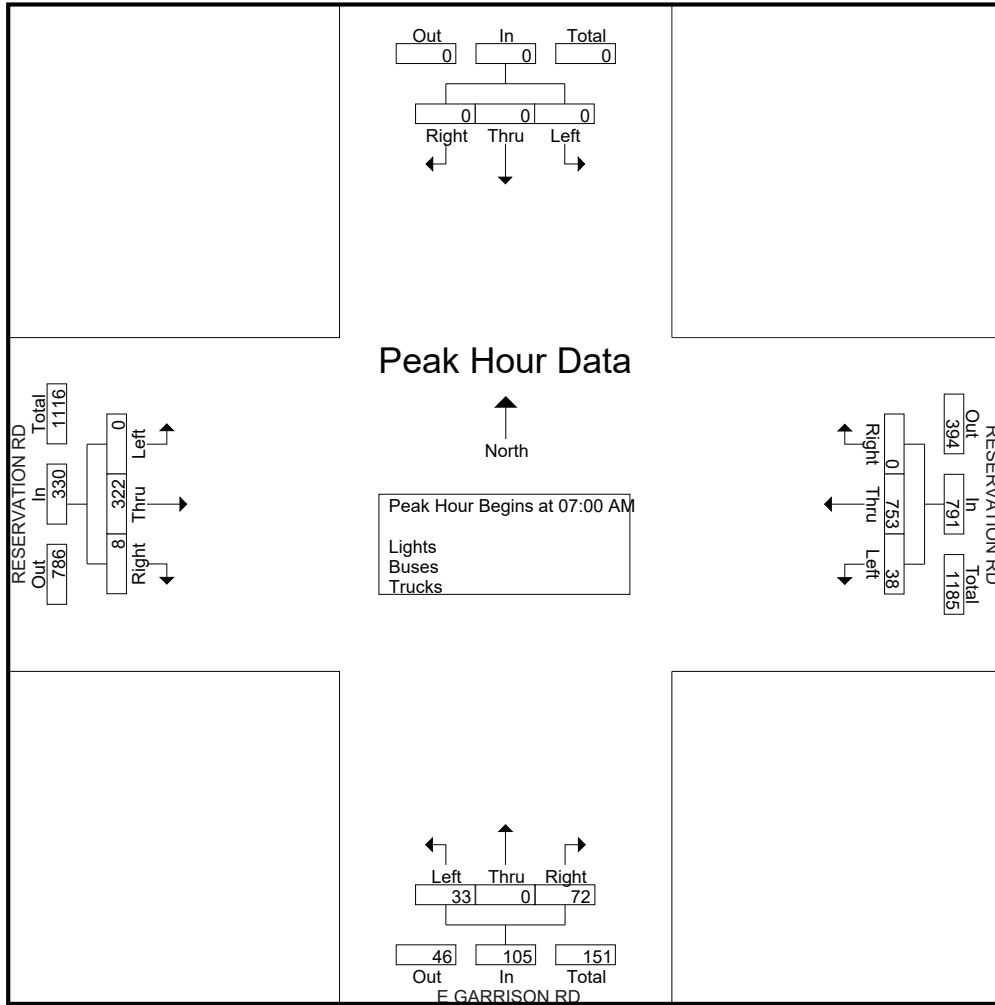 Out In Total
0 0 0
0 0 0
Right Thru Left
Peak Hour Data
North
Peak Hour Begins at 07:00 AM
Lights
Buses
Trucks
RESERVATION RD
Total In Out
1116 330 786
0 322 8
Left Thru Right
RESERVATION RD
Out In Total
394 791 1185
0 753 38
Right Thru Left
Left Thru Right
33 0 72
46 105 151
Out In Total
E GARRISON RD